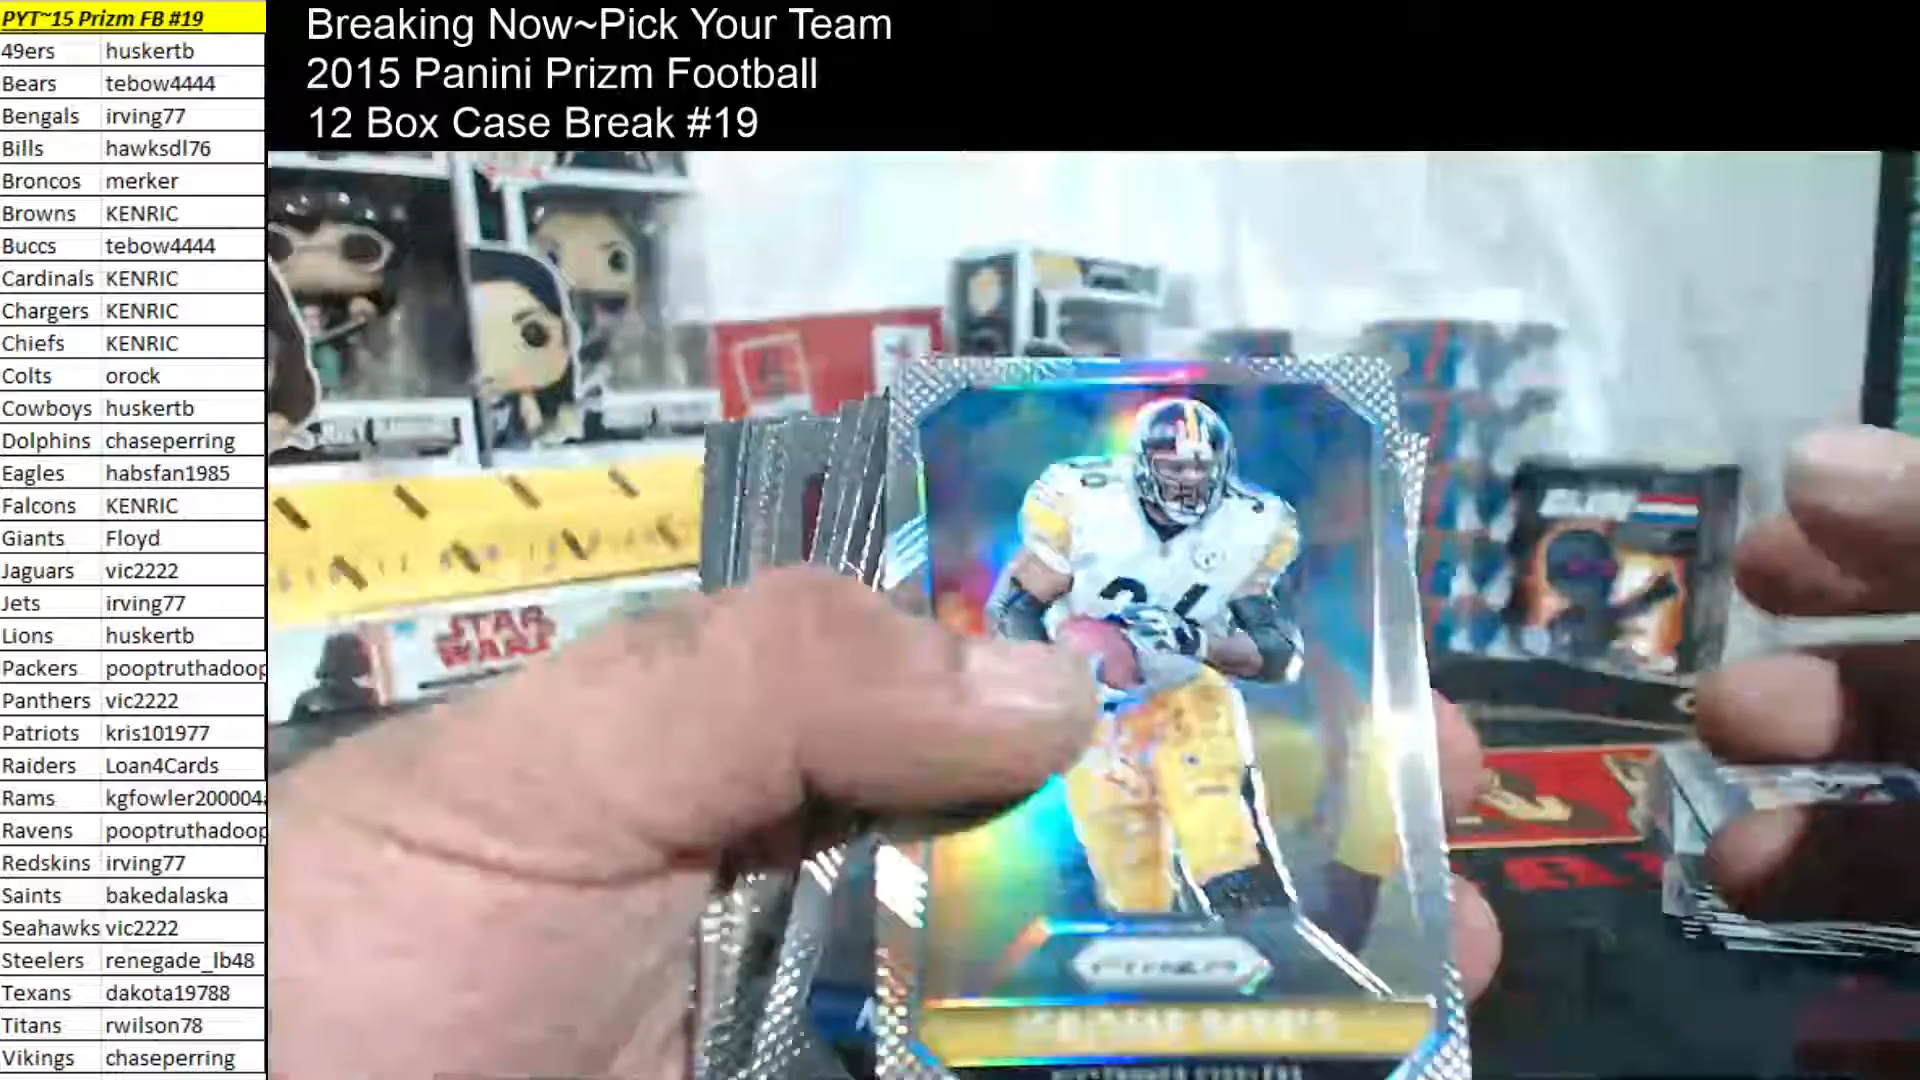 PYT~15 Prizm FB #19
49ers huskertb
Bears tebow4444
Bengals irving77
Bills hawksdl76
Broncos merker
Browns KENRIC
Buccs tebow4444
Cardinals KENRIC
Chargers KENRIC
Chiefs KENRIC
Colts orock
Cowboys huskertb
Dolphins chaseperring
Eagles habsfan1985
Falcons KENRIC
Giants Floyd
Jaguars vic2222
Jets irving77
Lions huskertb
Packers pooptruthadoop
Panthers vic2222
Patriots kris101977
Raiders Loan4Cards
Rams kgfowler200004
Ravens pooptruthadoop
Redskins irving77
Saints bakedalaska
Seahawks vic2222
Steelers renegade_lb48
Texans dakota19788
Titans rwilson78
Vikings chaseperring
Breaking Now~Pick Your Team
2015 Panini Prizm Football
12 Box Case Break #19
STAR
WARS
36
PRIZM
JEROME BETTIS